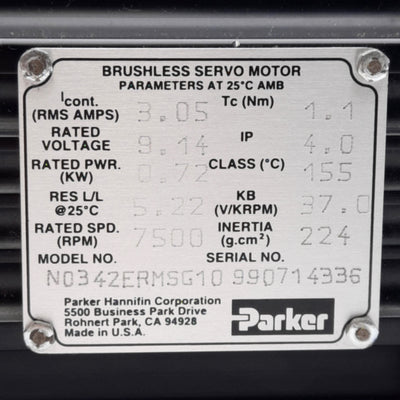 BRUSHLESS SERVO MOTOR
PARAMETERS AT 25°C AMB
I cont. (RMS AMPS) 3.05 Tc (Nm) 1.1
RATED VOLTAGE 9.14 IP 4.0
RATED PWR. (KW) 0.72 CLASS (°C) 155
RES L/L @25°C 5.22 KB (V/KRPM) 37.0
RATED SPD. (RPM) 7500 INERTIA (g.cm²) 224
MODEL NO. SERIAL NO.
N0342ERMSG10 990714336
Parker Hannifin Corporation
5500 Business Park Drive
Rohnert Park, CA 94928
Made in U.S.A.
Parker